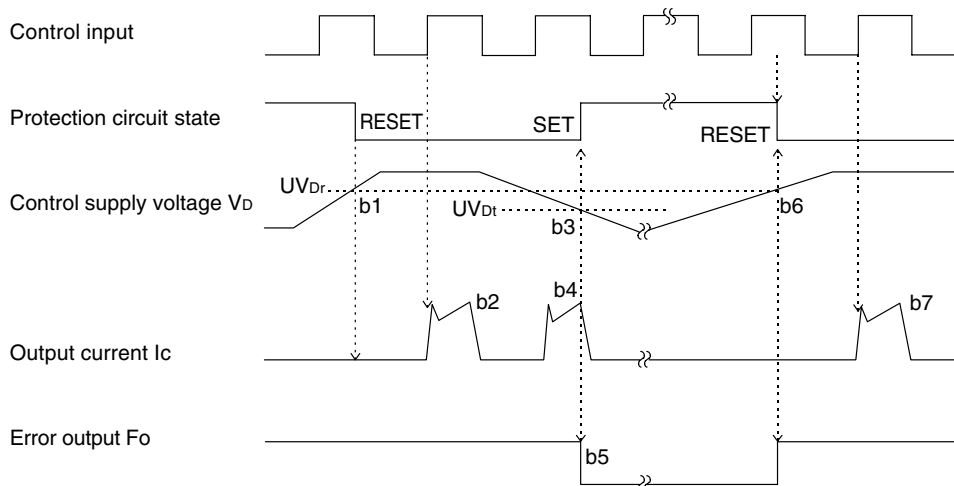 Control input
Protection circuit state
RESET
SET
RESET
UVDr
Control supply voltage VD
b1
UVDt
b3
b6
b2
b4
b7
Output current Ic
Error output Fo
b5